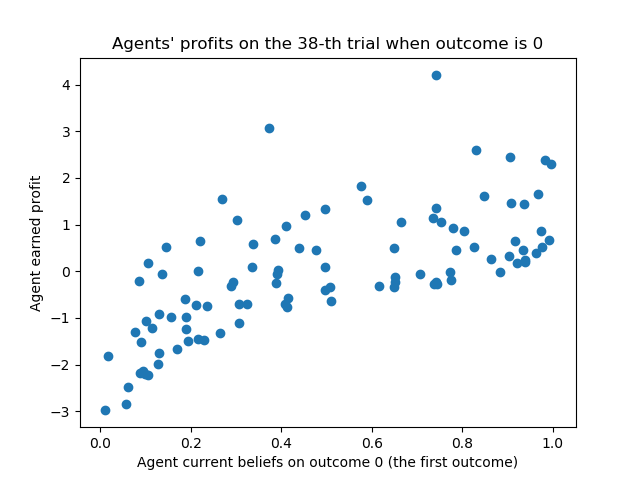 Agents' profits on the 38-th trial when outcome is 0
4
3
2
1
0
−1
−2
−3
Agent earned profit
0.0 0.2 0.4 0.6 0.8 1.0
Agent current beliefs on outcome 0 (the first outcome)